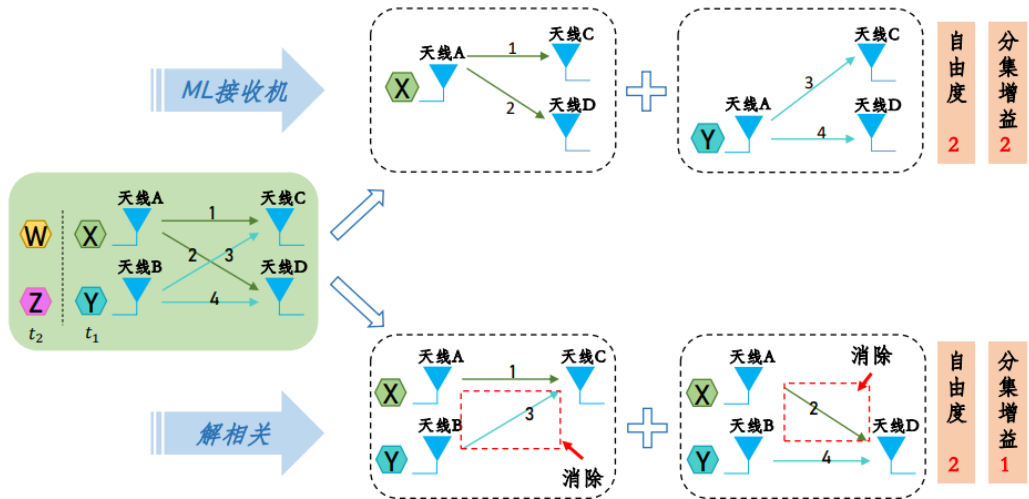 ML接收机
天线A
X
1
2
天线C
天线D
天线A
Y
3
4
天线C
天线D
自由度
2
分集增益
2
天线A
天线C
W
X
1
2
3
天线B
天线D
Z
Y
4
t₂
t₁
解相关
天线A
天线C
X
1
天线B
3
Y
消除
天线A
消除
X
2
天线B
天线D
Y
4
自由度
2
分集增益
1